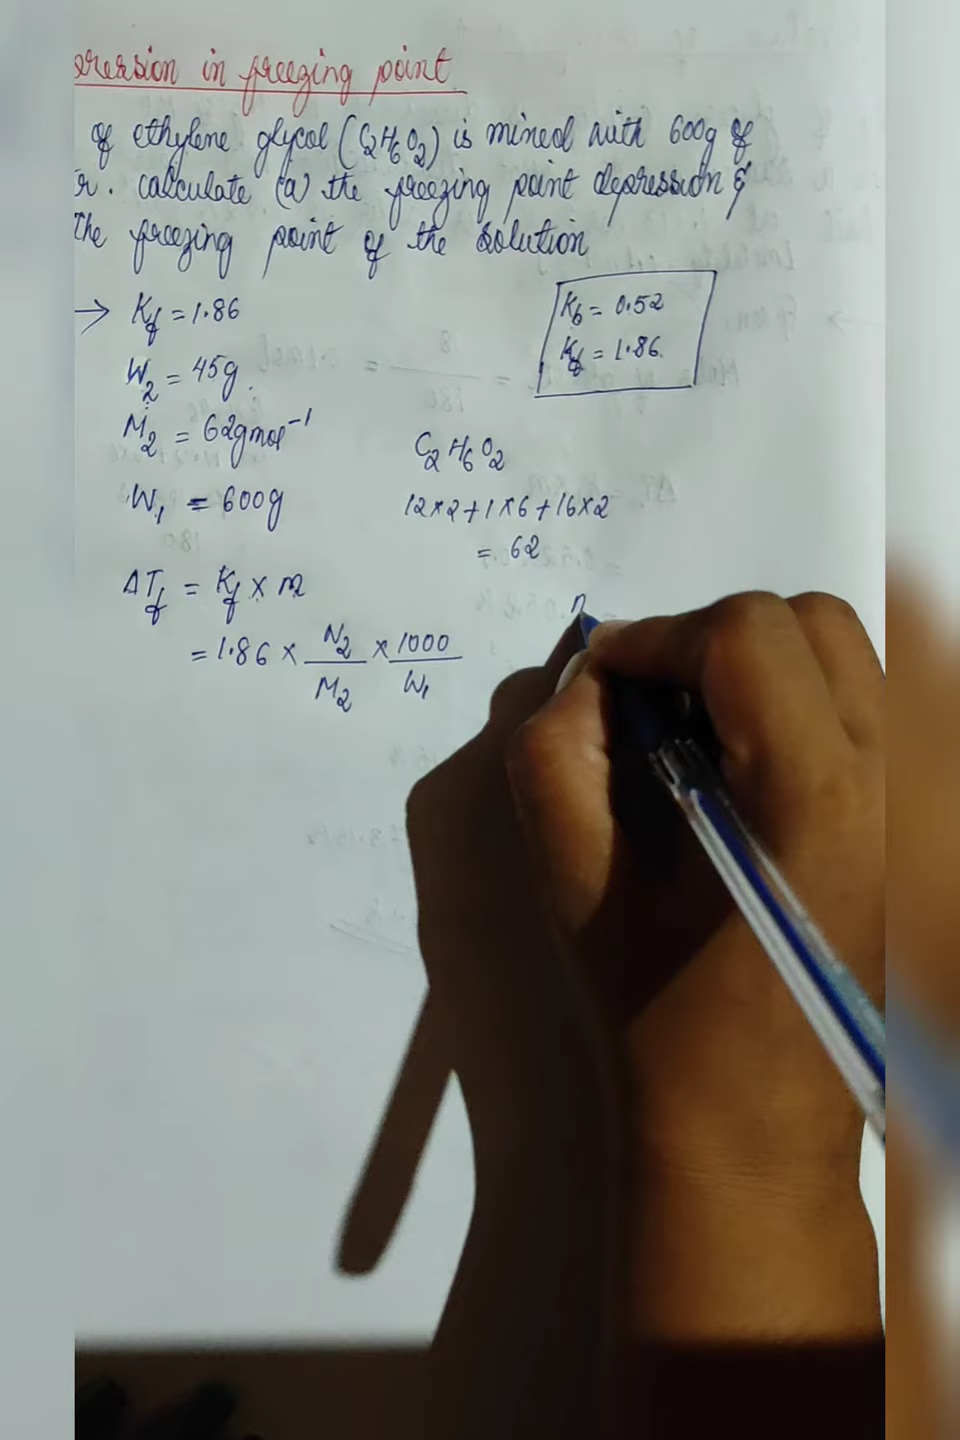 in freezing point
of ethylene glycol (C₂H₆O₂) is mixed with 600g of
r. calculate (a) the freezing point depression &
the freezing point of the solution
→ Kf = 1.86
Kb = 0.52
Kf = 1.86.
W₂ = 45g.
M₂ = 62gmol⁻¹
C₂H₆O₂
W₁ = 600g
12×2+1×6+16×2
= 62
ΔTf = Kf × m
= 1.86 × W₂/M₂ × 1000/W₁